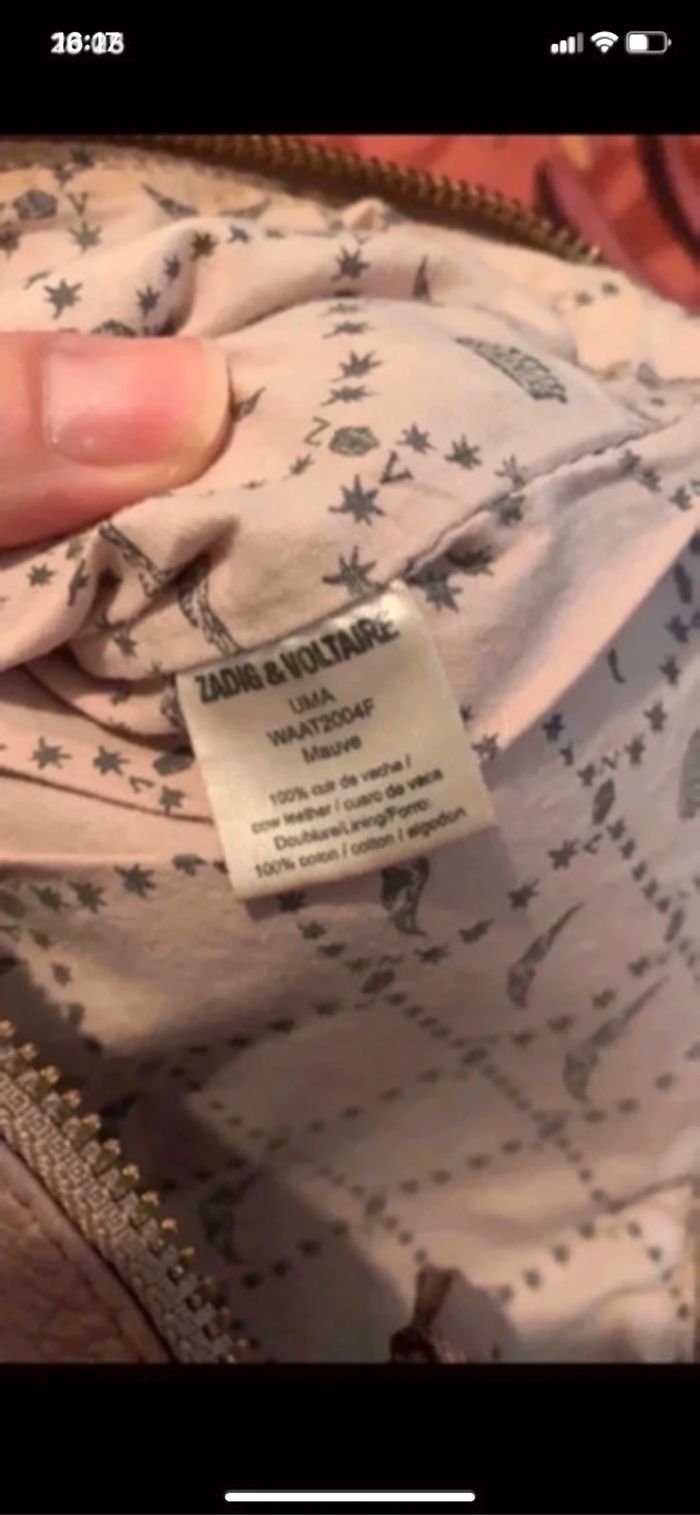 ZADIG & VOLTAIRE
UMA
WAAT2004F
Mauve
100% cuir de vache /
cow leather / cuero de vaca
Doublure/Lining/Forro:
100% coton / cotton / algodon
Z
V